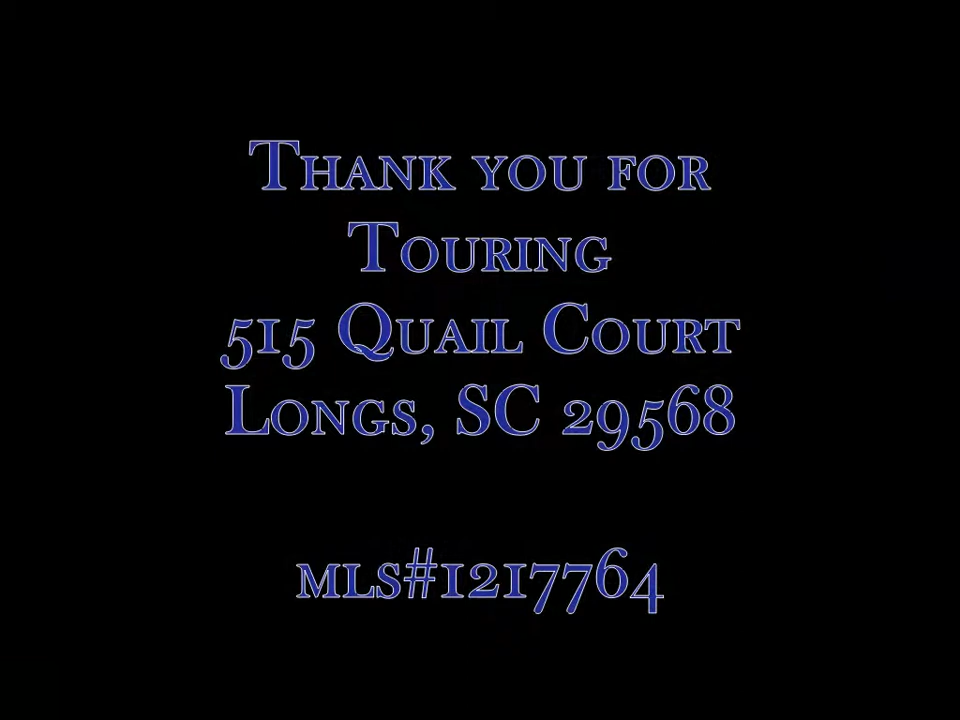 Thank you for
Touring
515 Quail Court
Longs, SC 29568
MLS#1217764